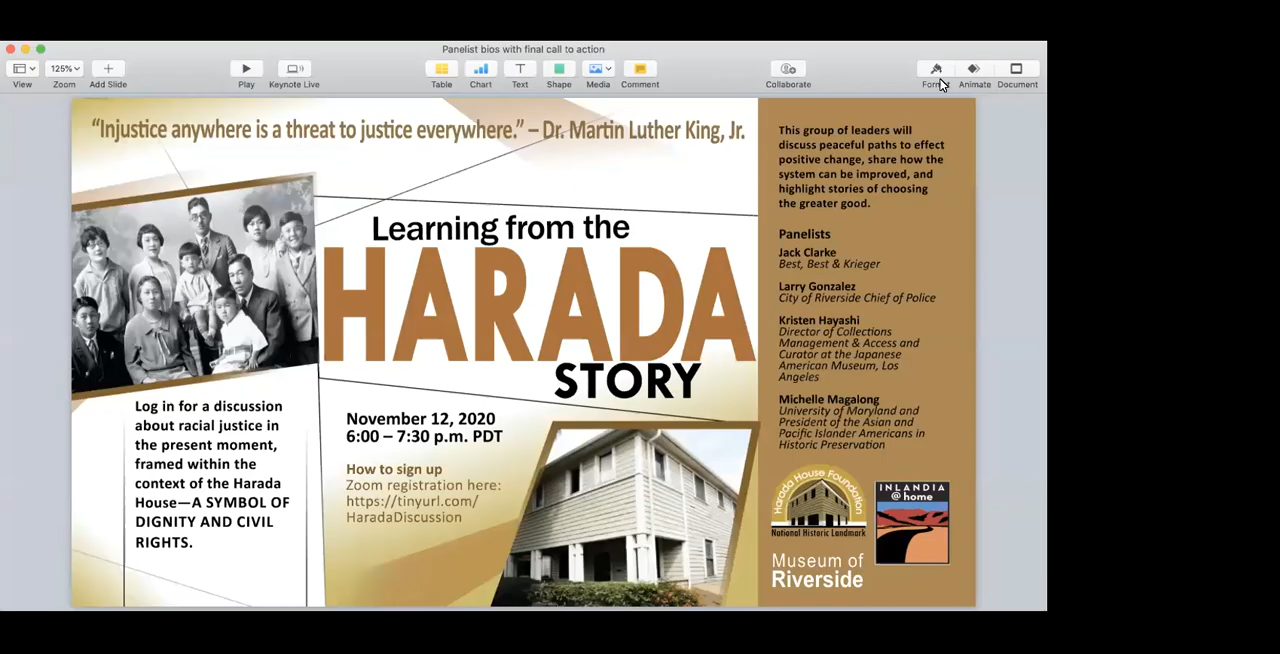 Panelist bios with final call to action
125%
View
Zoom
Add Slide
Play
Keynote Live
Table
Chart
Text
Shape
Media
Comment
Collaborate
Format
Animate
Document
“Injustice anywhere is a threat to justice everywhere.” – Dr. Martin Luther King, Jr.
Learning from the
HARADA
STORY
Log in for a discussion
about racial justice in
the present moment,
framed within the
context of the Harada
House—A SYMBOL OF
DIGNITY AND CIVIL
RIGHTS.
November 12, 2020
6:00 – 7:30 p.m. PDT
How to sign up
Zoom registration here:
https://tinyurl.com/
HaradaDiscussion
This group of leaders will
discuss peaceful paths to effect
positive change, share how the
system can be improved, and
highlight stories of choosing
the greater good.
Panelists
Jack Clarke
Best, Best & Krieger
Larry Gonzalez
City of Riverside Chief of Police
Kristen Hayashi
Director of Collections
Management & Access and
Curator at the Japanese
American Museum, Los
Angeles
Michelle Magalong
University of Maryland and
President of the Asian and
Pacific Islander Americans in
Historic Preservation
Harada House Foundation
National Historic Landmark
INLANDIA
@home
Museum of
Riverside